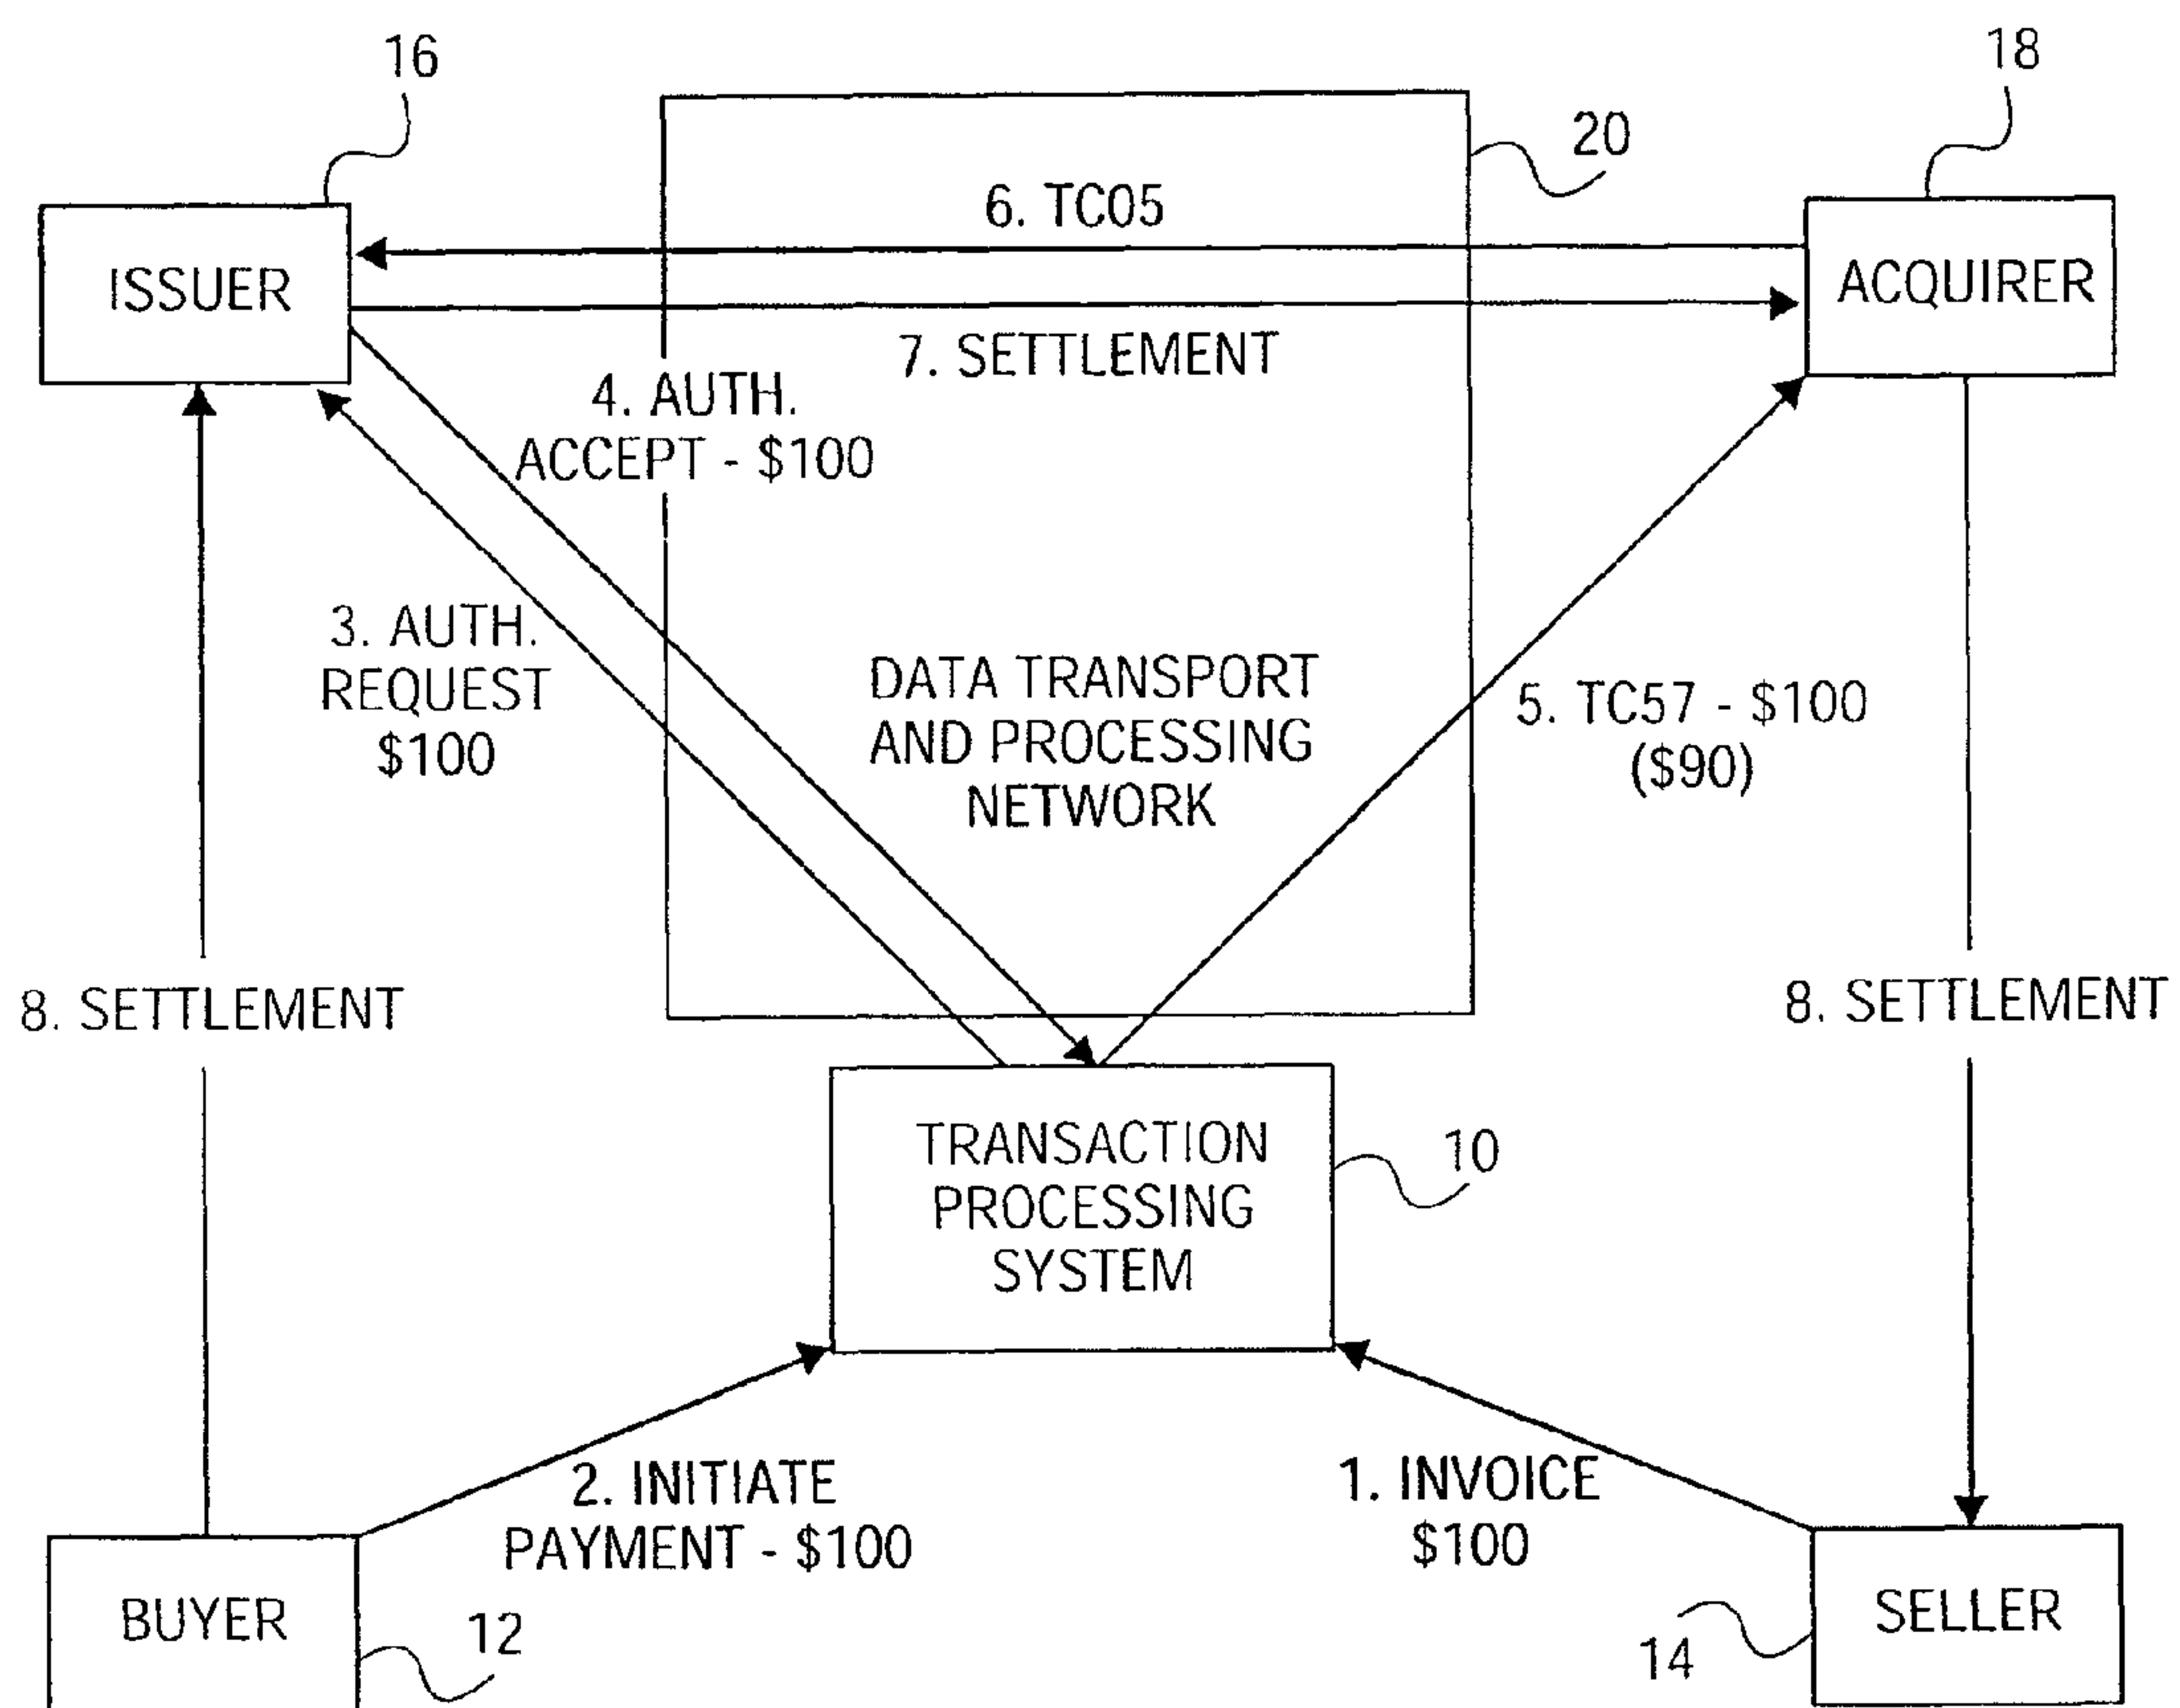 16
18
20
6. TC05
ISSUER
ACQUIRER
7. SETTLEMENT
4. AUTH.
ACCEPT - $100
3. AUTH.
REQUEST
$100
DATA TRANSPORT
AND PROCESSING
NETWORK
5. TC57 - $100
($90)
8. SETTLEMENT
8. SETTLEMENT
TRANSACTION
PROCESSING
SYSTEM
10
2. INITIATE
PAYMENT - $100
1. INVOICE
$100
BUYER
12
SELLER
14